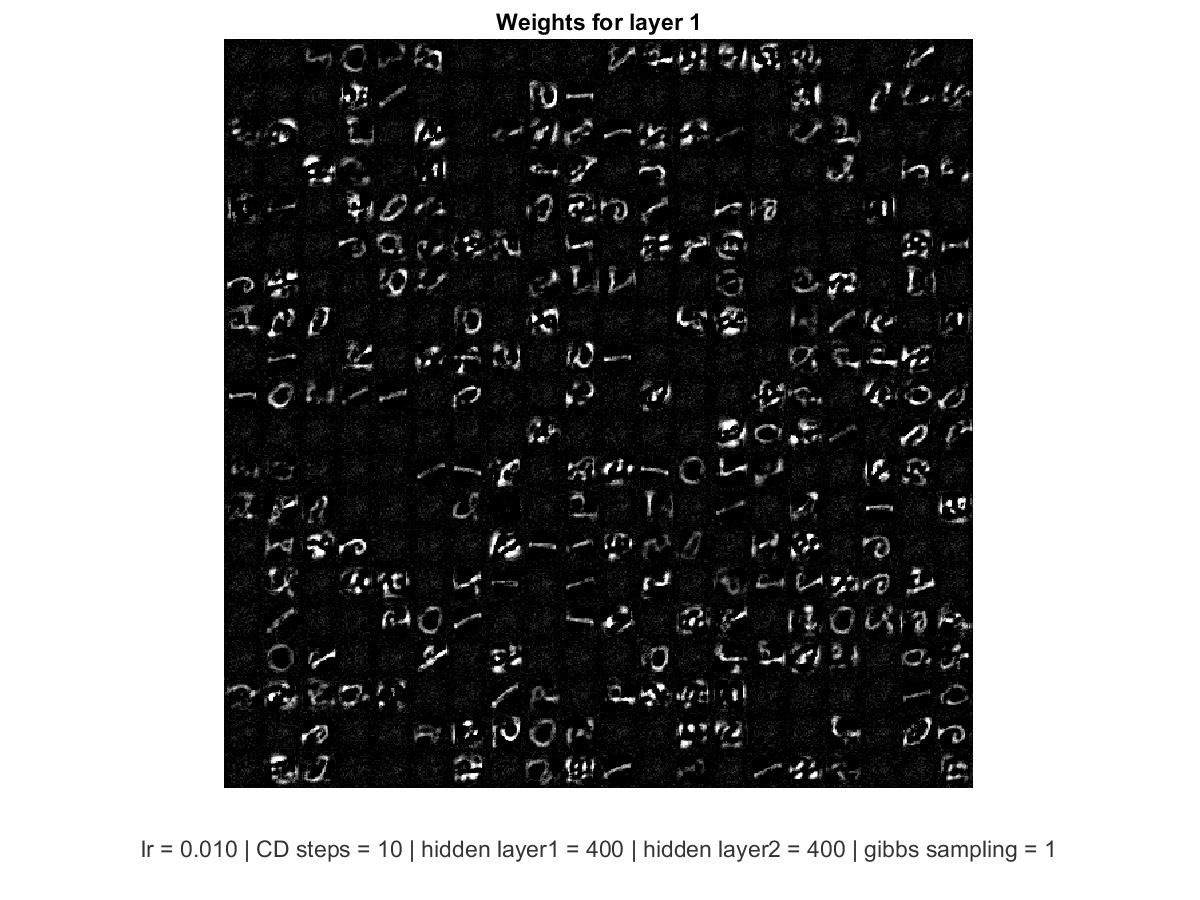 Weights for layer 1
lr = 0.010 | CD steps = 10 | hidden layer1 = 400 | hidden layer2 = 400 | gibbs sampling = 1